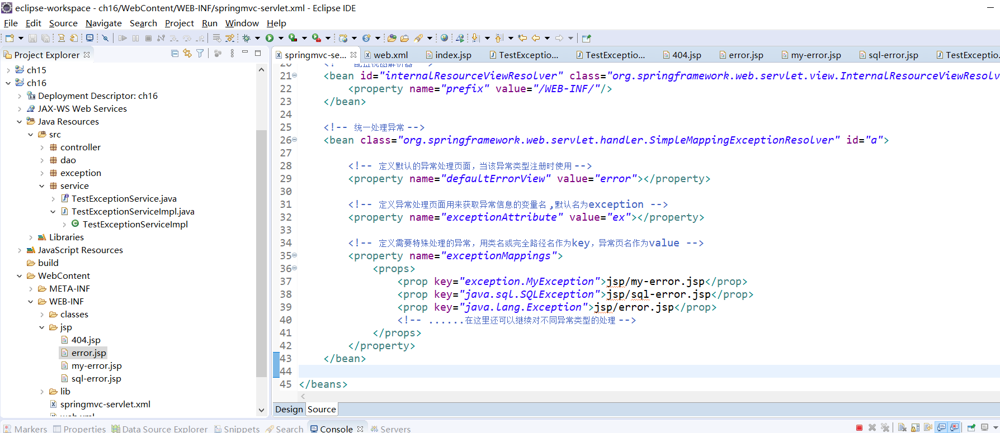 eclipse-workspace - ch16/WebContent/WEB-INF/springmvc-servlet.xml - Eclipse IDE
File Edit Source Navigate Search Project Run Window Help
Project Explorer
ch15
ch16
Deployment Descriptor: ch16
JAX-WS Web Services
Java Resources
src
controller
dao
exception
service
TestExceptionService.java
TestExceptionServiceImpl.java
TestExceptionServiceImpl
Libraries
JavaScript Resources
build
WebContent
META-INF
WEB-INF
classes
jsp
404.jsp
error.jsp
my-error.jsp
sql-error.jsp
lib
springmvc-servlet.xml
web.xml
springmvc-se... web.xml index.jsp TestExceptio... TestExceptio... 404.jsp error.jsp my-error.jsp sql-error.jsp TestExceptio.
20 <!-- 配置视图解析器 -->
21 <bean id="internalResourceViewResolver" class="org.springframework.web.servlet.view.InternalResourceViewResolv
22 <property name="prefix" value="/WEB-INF/"/>
23 </bean>
24
25 <!-- 统一处理异常 -->
26 <bean class="org.springframework.web.servlet.handler.SimpleMappingExceptionResolver" id="a">
27
28 <!-- 定义默认的异常处理页面，当该异常类型注册时使用 -->
29 <property name="defaultErrorView" value="error"></property>
30
31 <!-- 定义异常处理页面用来获取异常信息的变量名 ,默认名为exception -->
32 <property name="exceptionAttribute" value="ex"></property>
33
34 <!-- 定义需要特殊处理的异常，用类名或完全路径名作为key，异常页名作为value -->
35 <property name="exceptionMappings">
36 <props>
37 <prop key="exception.MyException">jsp/my-error.jsp</prop>
38 <prop key="java.sql.SQLException">jsp/sql-error.jsp</prop>
39 <prop key="java.lang.Exception">jsp/error.jsp</prop>
40 <!-- ......在这里还可以继续对不同异常类型的处理 -->
41 </props>
42 </property>
43 </bean>
44
45 </beans>
Design Source
Markers Properties Data Source Explorer Snippets Search Console Servers